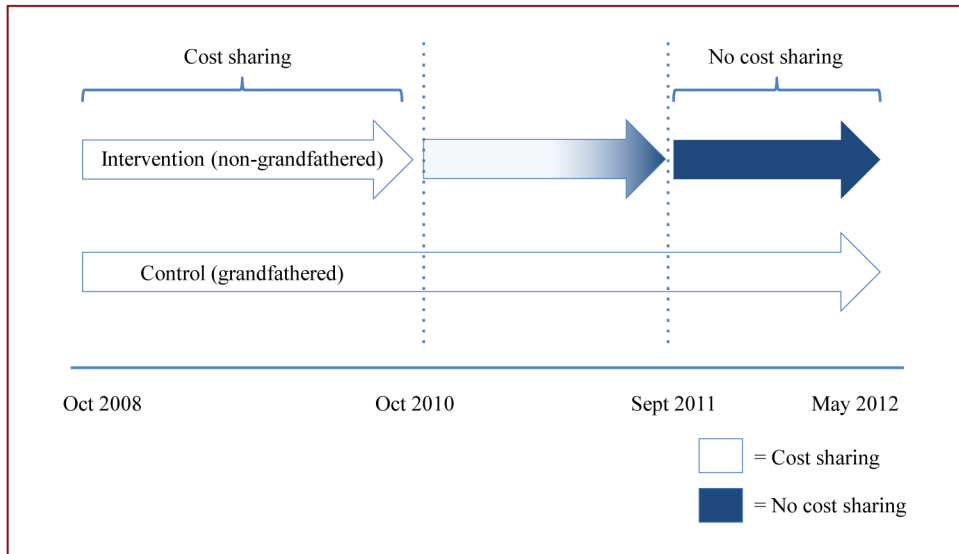 Cost sharing
No cost sharing
Intervention (non-grandfathered)
Control (grandfathered)
Oct 2008
Oct 2010
Sept 2011
May 2012
= Cost sharing
= No cost sharing